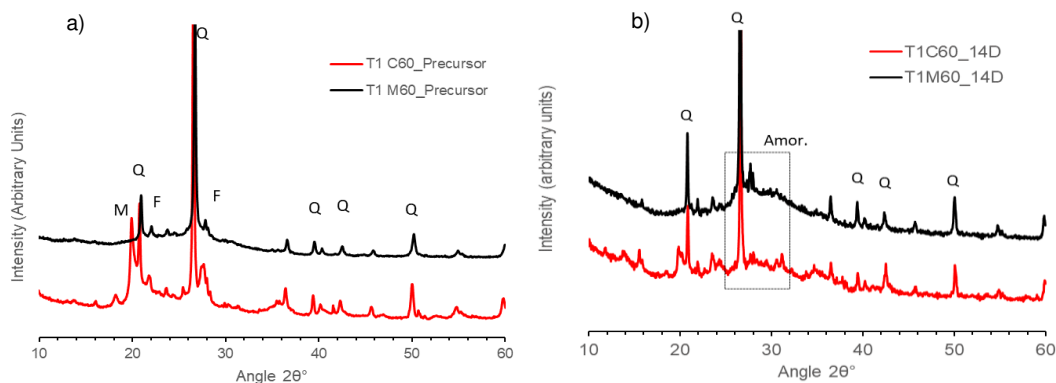 a)
Q
T1 C60_Precursor
T1 M60_Precursor
Q
M
F
F
Q
Q
Q
Intensity (Arbitrary Units)
10
20
30
40
50
60
Angle 2θ°
b)
Q
T1C60_14D
T1M60_14D
Q
Amor.
Q
Q
Q
Intensity (arbitrary units)
10
20
30
40
50
60
Angle 2θ°